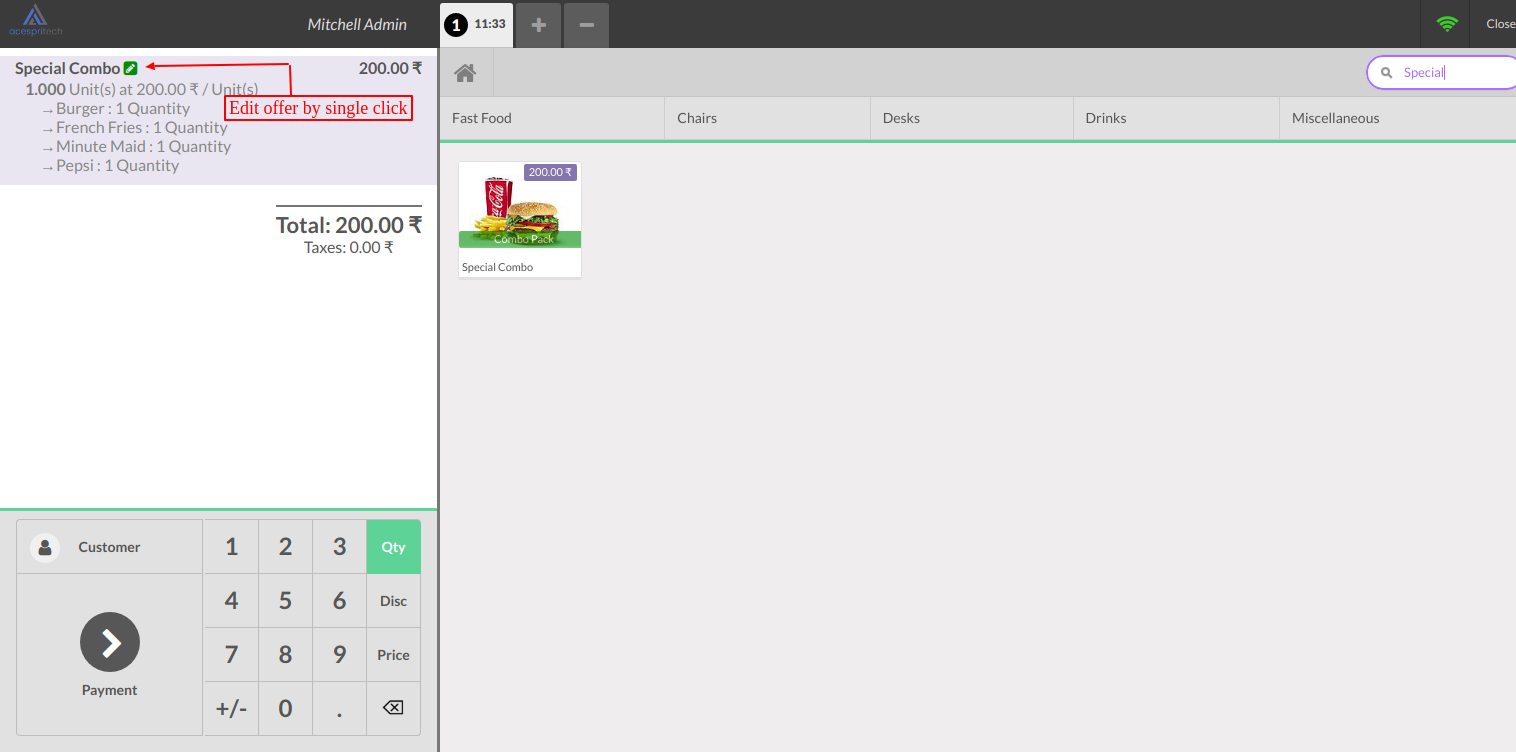 acespritech
Mitchell Admin
1 11:33
Close
Special Combo 200.00 ₹
1.000 Unit(s) at 200.00 ₹ / Unit(s)
→Burger : 1 Quantity
→French Fries : 1 Quantity
→Minute Maid : 1 Quantity
→Pepsi : 1 Quantity
Edit offer by single click
Total: 200.00 ₹
Taxes: 0.00 ₹
Special
Fast Food Chairs Desks Drinks Miscellaneous
200.00 ₹
Coca-Cola
Combo Pack
Special Combo
Customer
Payment
1 2 3 Qty
4 5 6 Disc
7 8 9 Price
+/- 0 .